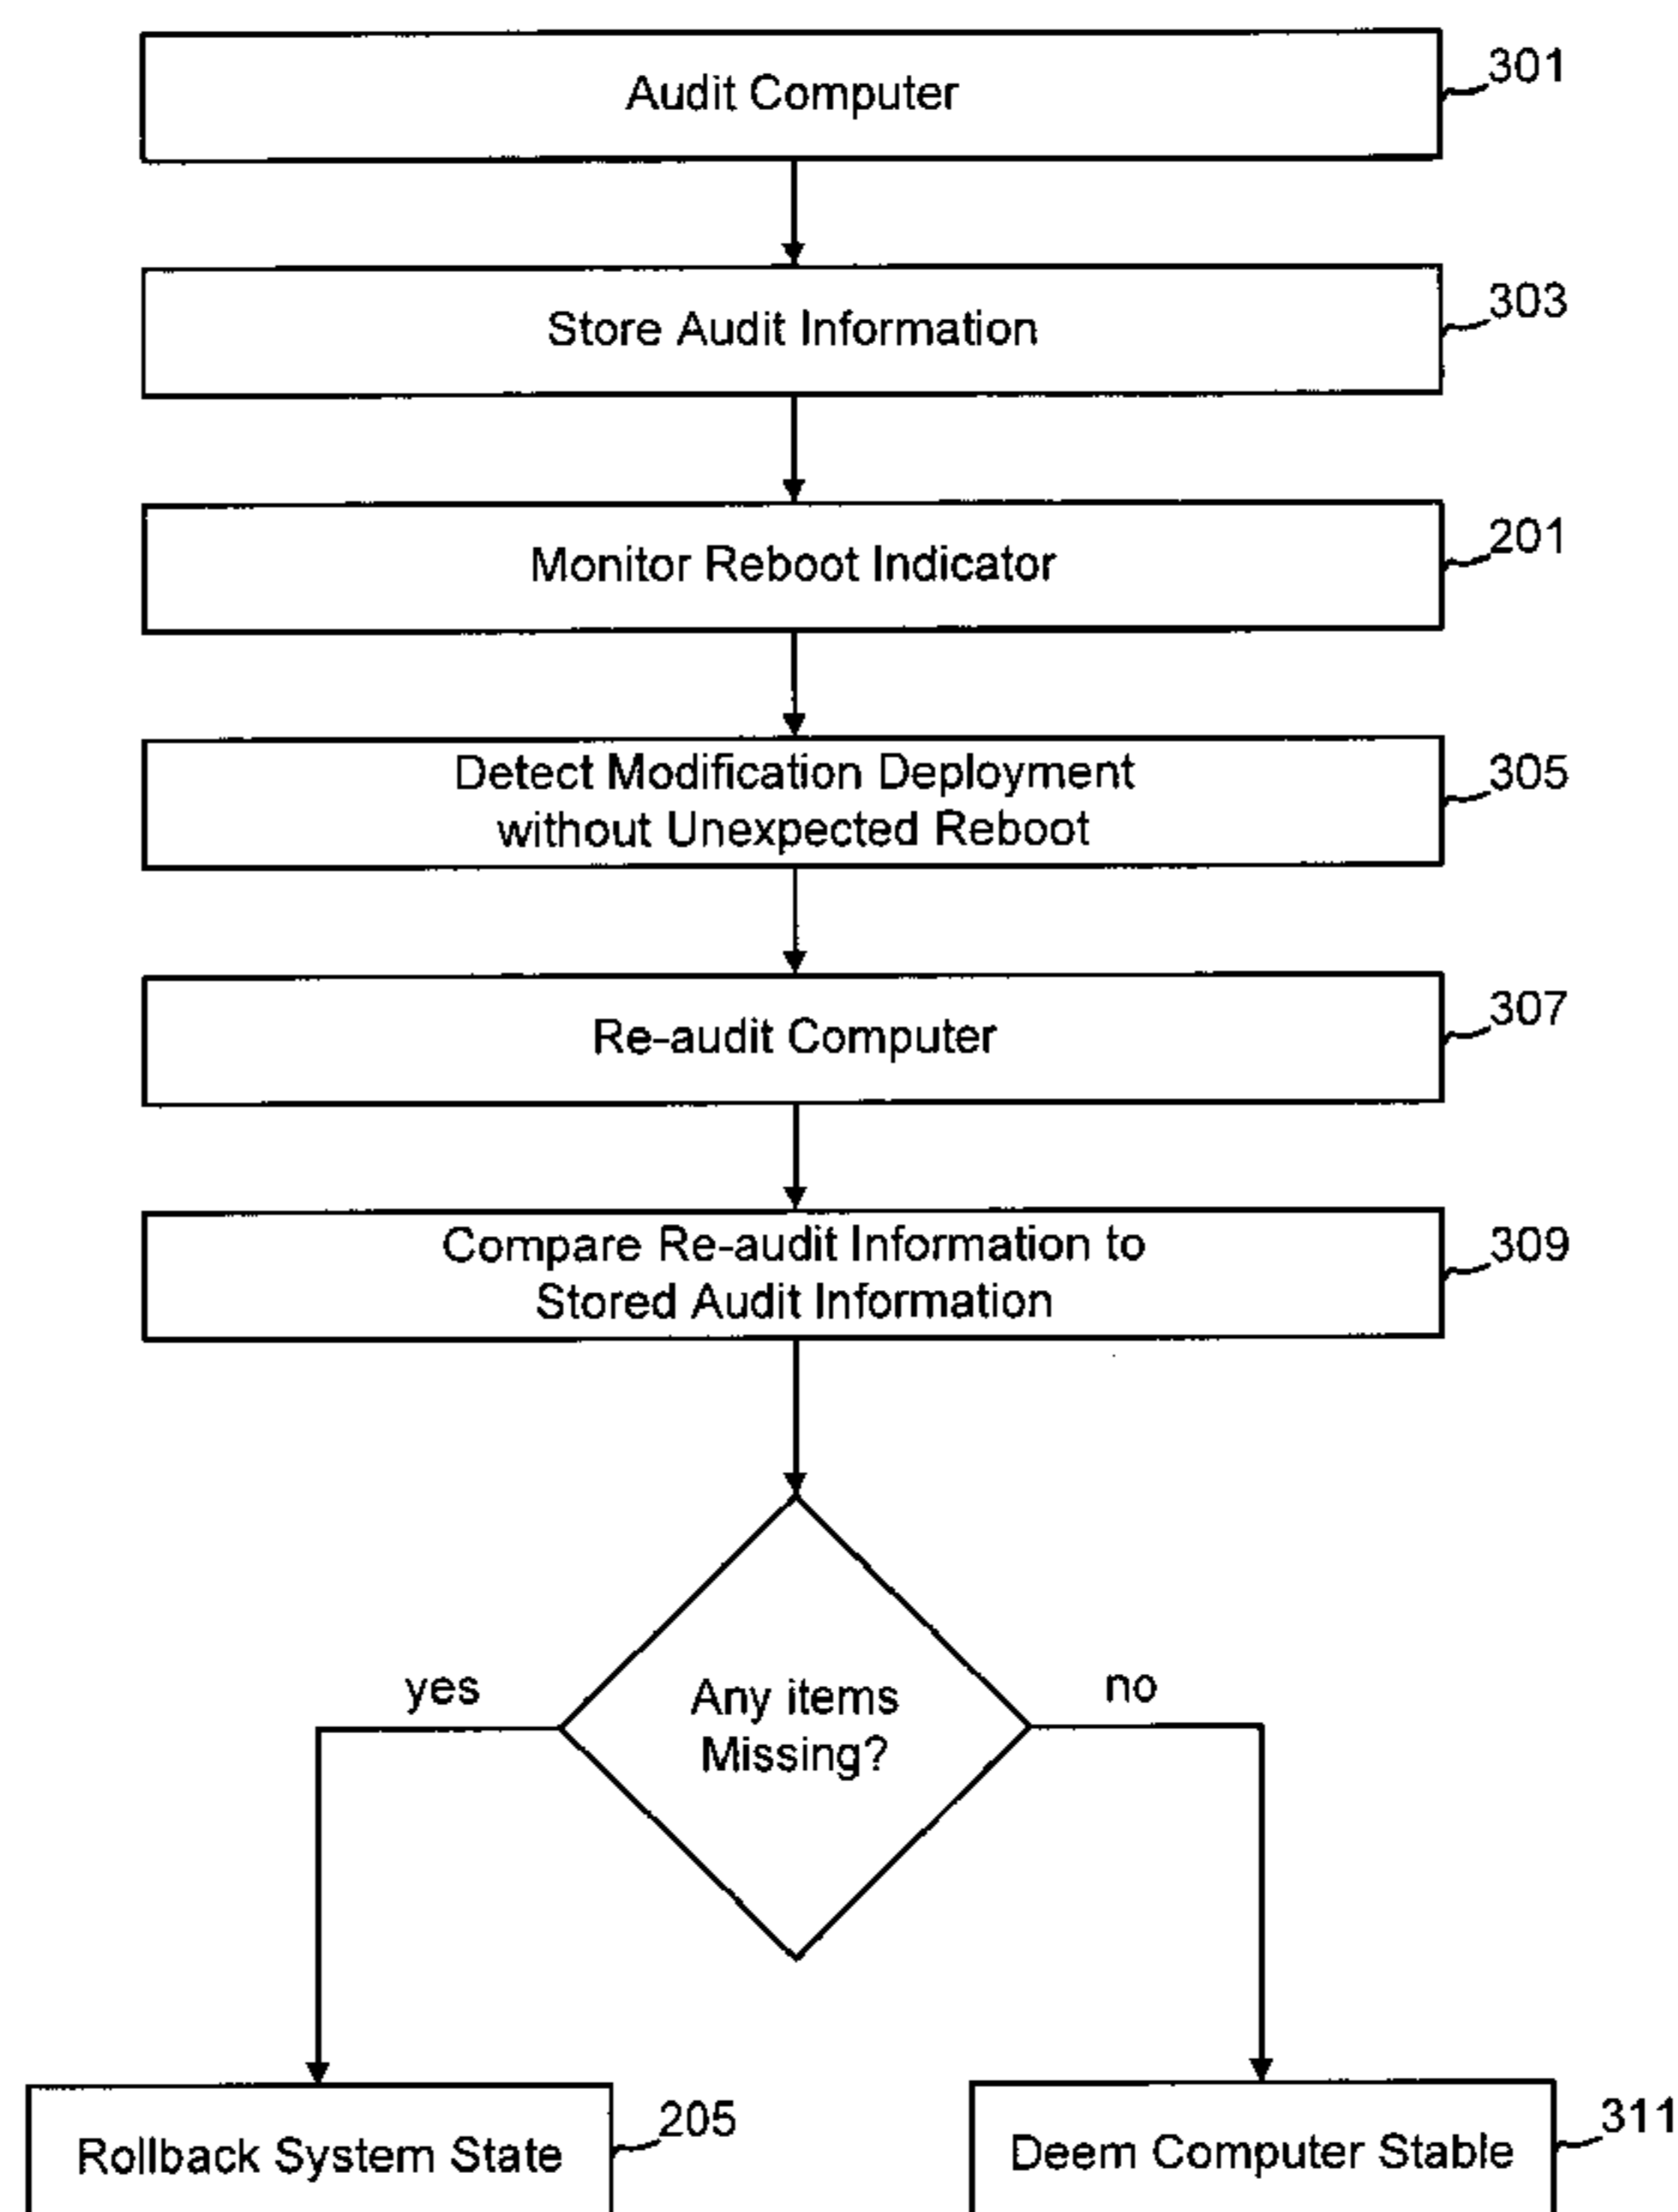 Audit Computer
301
Store Audit Information
303
Monitor Reboot Indicator
201
Detect Modification Deployment
without Unexpected Reboot
305
Re-audit Computer
307
Compare Re-audit Information to
Stored Audit Information
309
Any items
Missing?
yes
no
Rollback System State
205
Deem Computer Stable
311